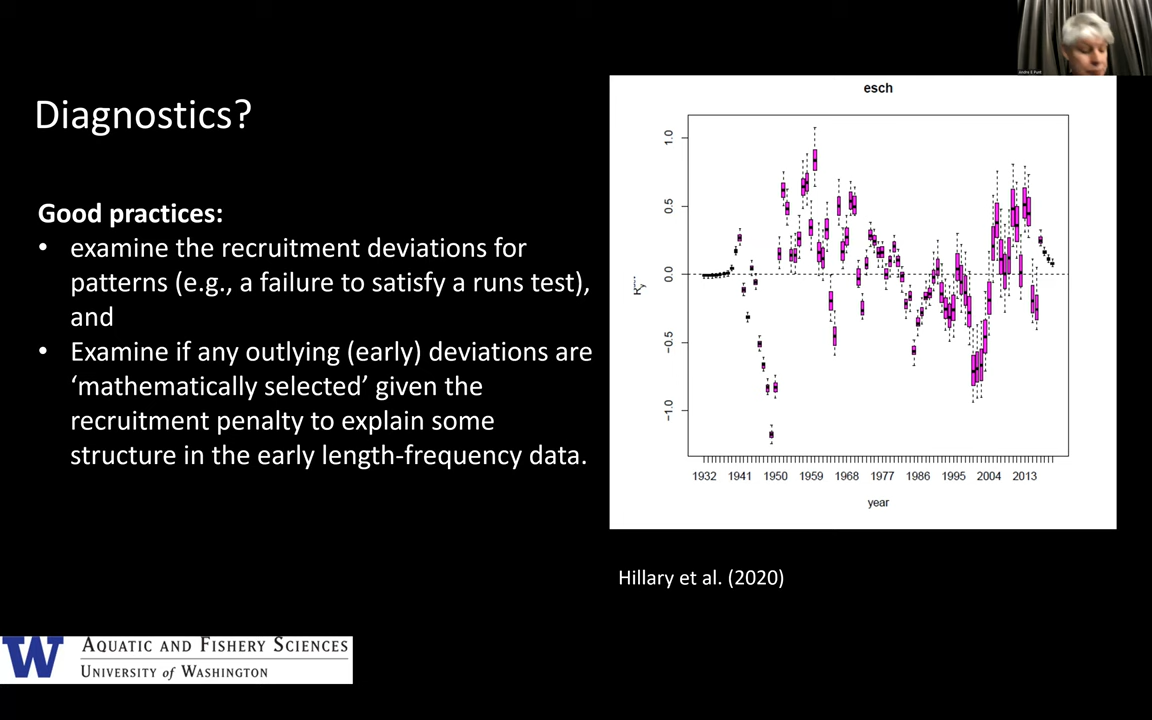 Diagnostics?
Good practices:
• examine the recruitment deviations for
patterns (e.g., a failure to satisfy a runs test),
and
• Examine if any outlying (early) deviations are
‘mathematically selected’ given the
recruitment penalty to explain some
structure in the early length-frequency data.
esch
1.0
0.5
0.0
−0.5
−1.0
1932 1941 1950 1959 1968 1977 1986 1995 2004 2013
year
Hillary et al. (2020)
W
AQUATIC AND FISHERY SCIENCES
UNIVERSITY of WASHINGTON